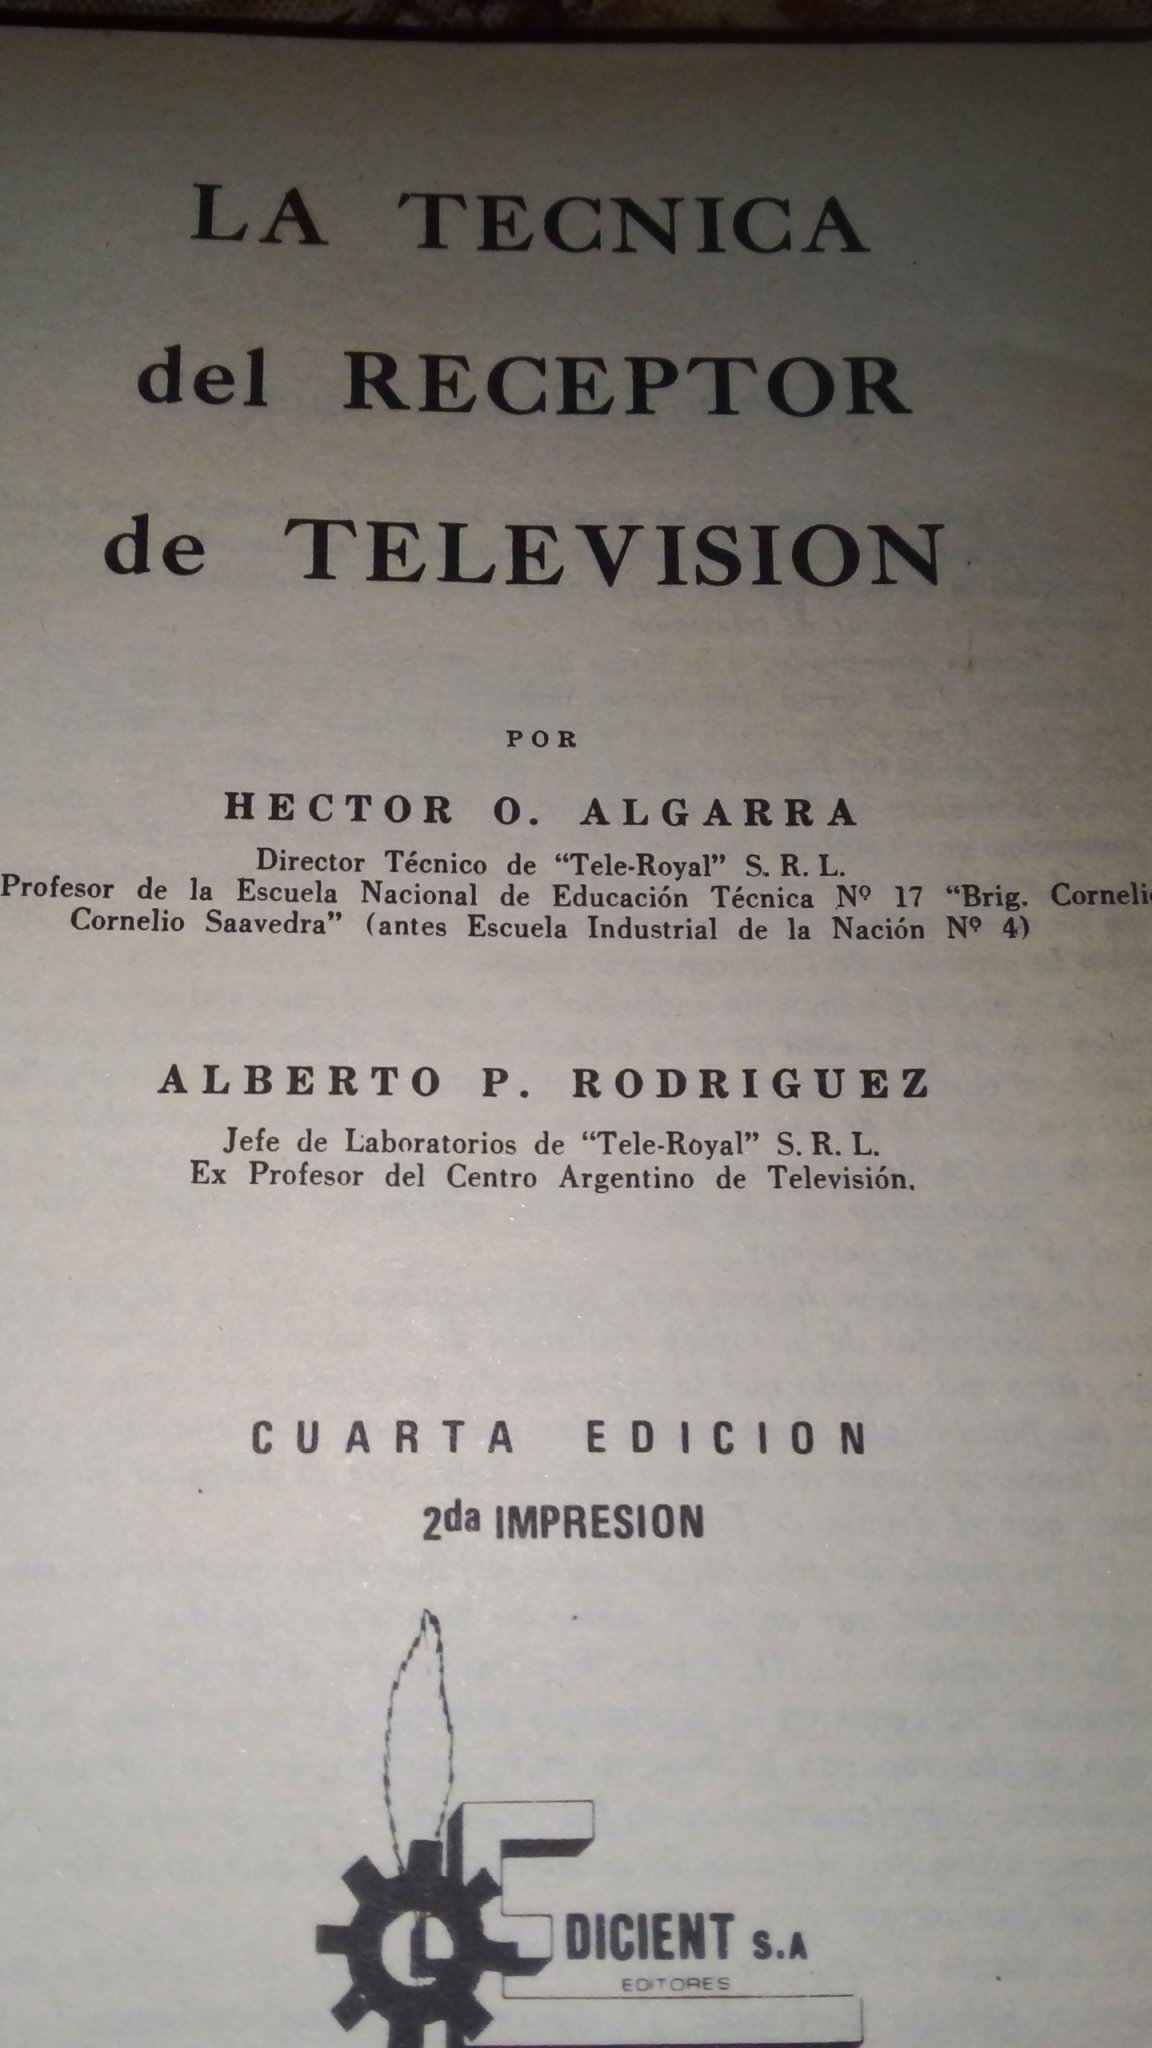 LA TECNICA
del RECEPTOR
de TELEVISION
POR
HECTOR O. ALGARRA
Director Técnico de "Tele-Royal" S. R. L.
Profesor de la Escuela Nacional de Educación Técnica Nº 17 "Brig. Cornelio
Cornelio Saavedra" (antes Escuela Industrial de la Nación Nº 4)
ALBERTO P. RODRIGUEZ
Jefe de Laboratorios de "Tele-Royal" S. R. L.
Ex Profesor del Centro Argentino de Televisión.
CUARTA EDICION
2da IMPRESION
EDICIENT S.A
EDITORES